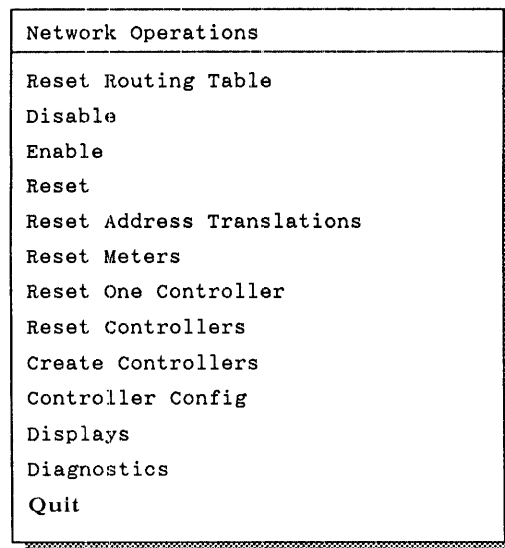 Network Operations
Reset Routing Table
Disable
Enable
Reset
Reset Address Translations
Reset Meters
Reset One Controller
Reset Controllers
Create Controllers
Controller Config
Displays
Diagnostics
Quit